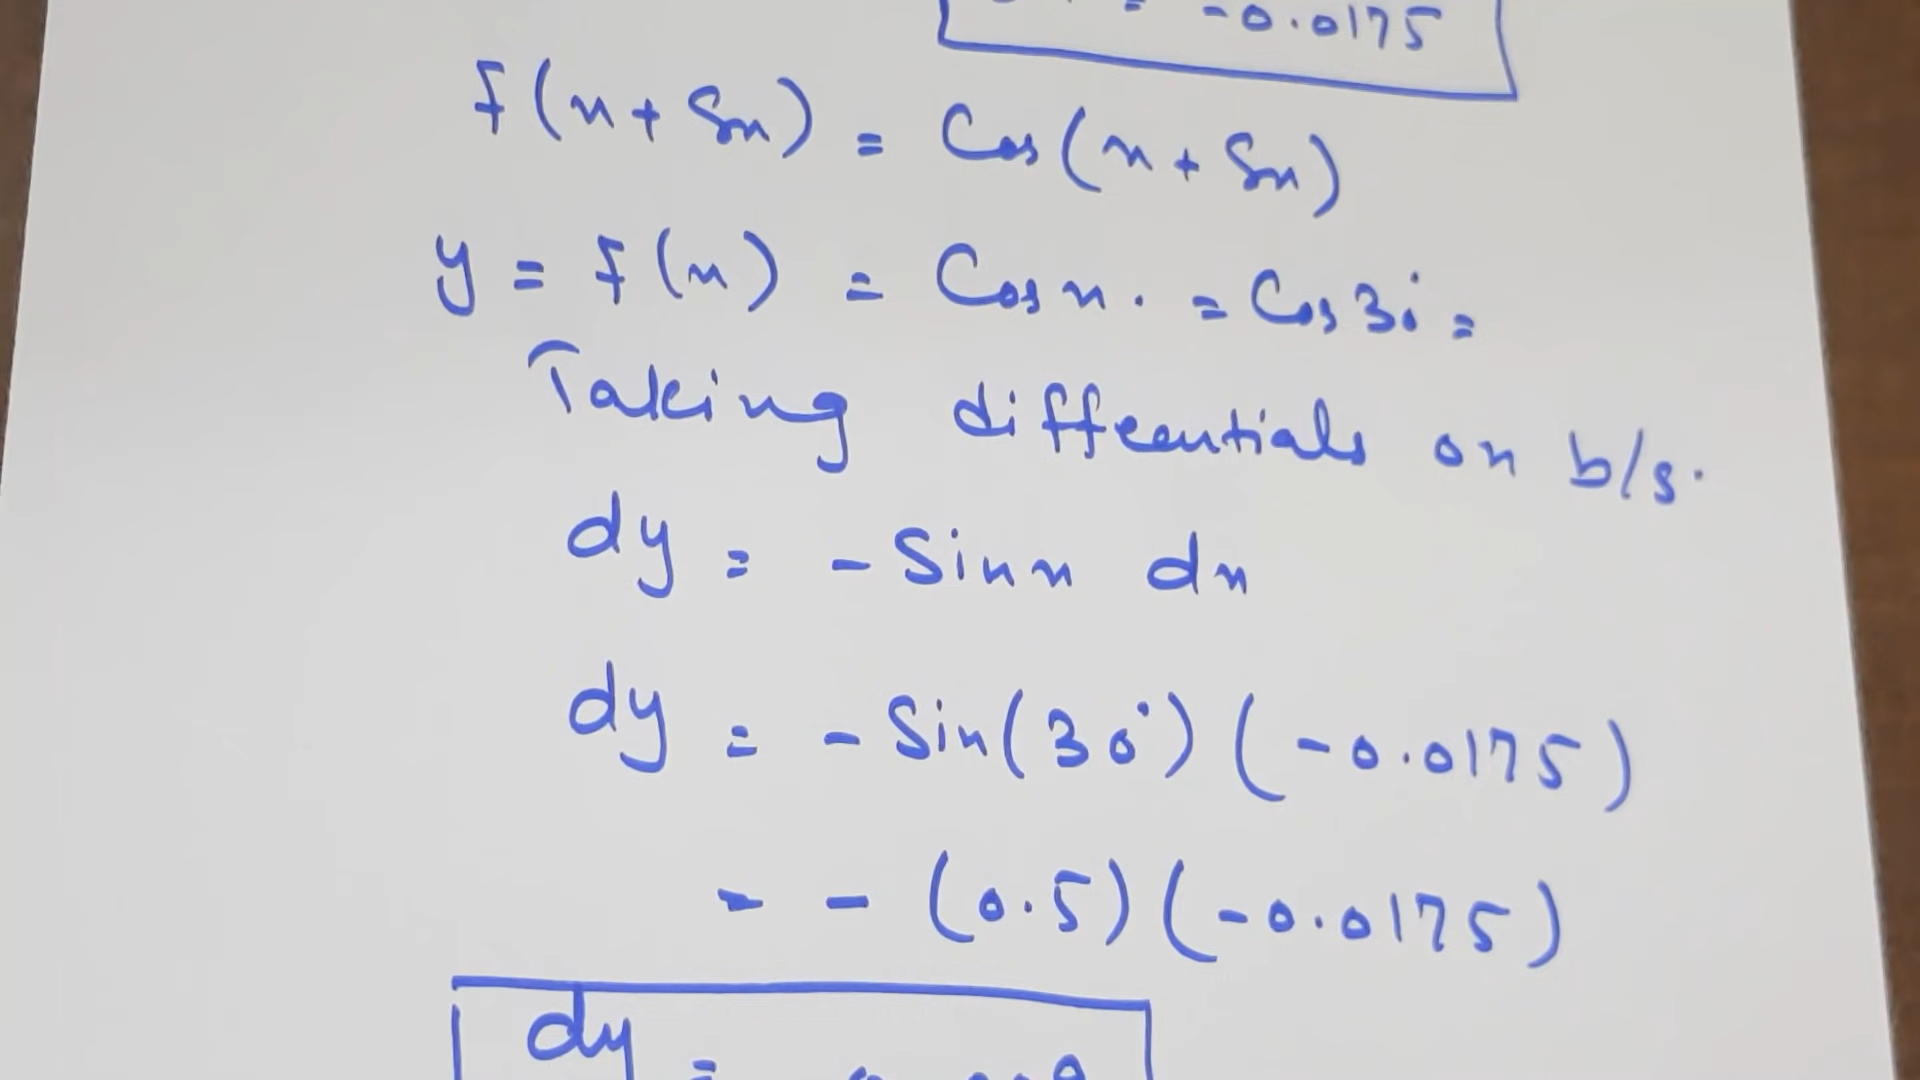 = -0.0175
f(x + δx) = Cos(x + δx)
y = f(x) = Cos x. = Cos 30° =
Taking diffeentials on b/s.
dy = - Sin x dx
dy = - Sin(30°) (-0.0175)
= - (0.5) (-0.0175)
dy =